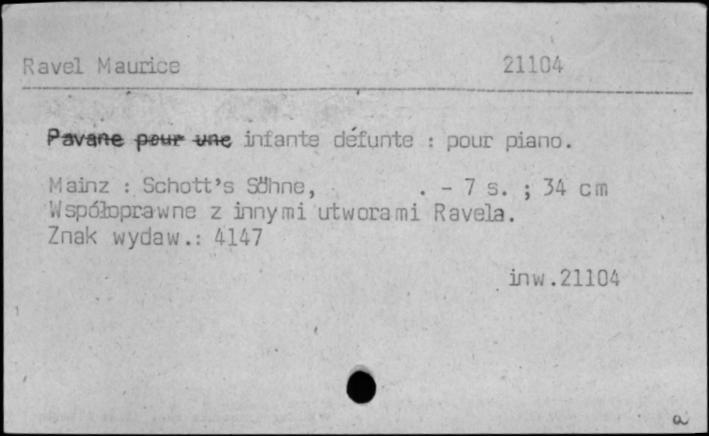 Ravel Maurice 21104
Pavane pour une infante défunte : pour piano.
Mainz : Schott's Söhne, . - 7 s. ; 34 cm
Współoprawne z innymi utworami Ravela.
Znak wydaw.: 4147
inw.21104
a